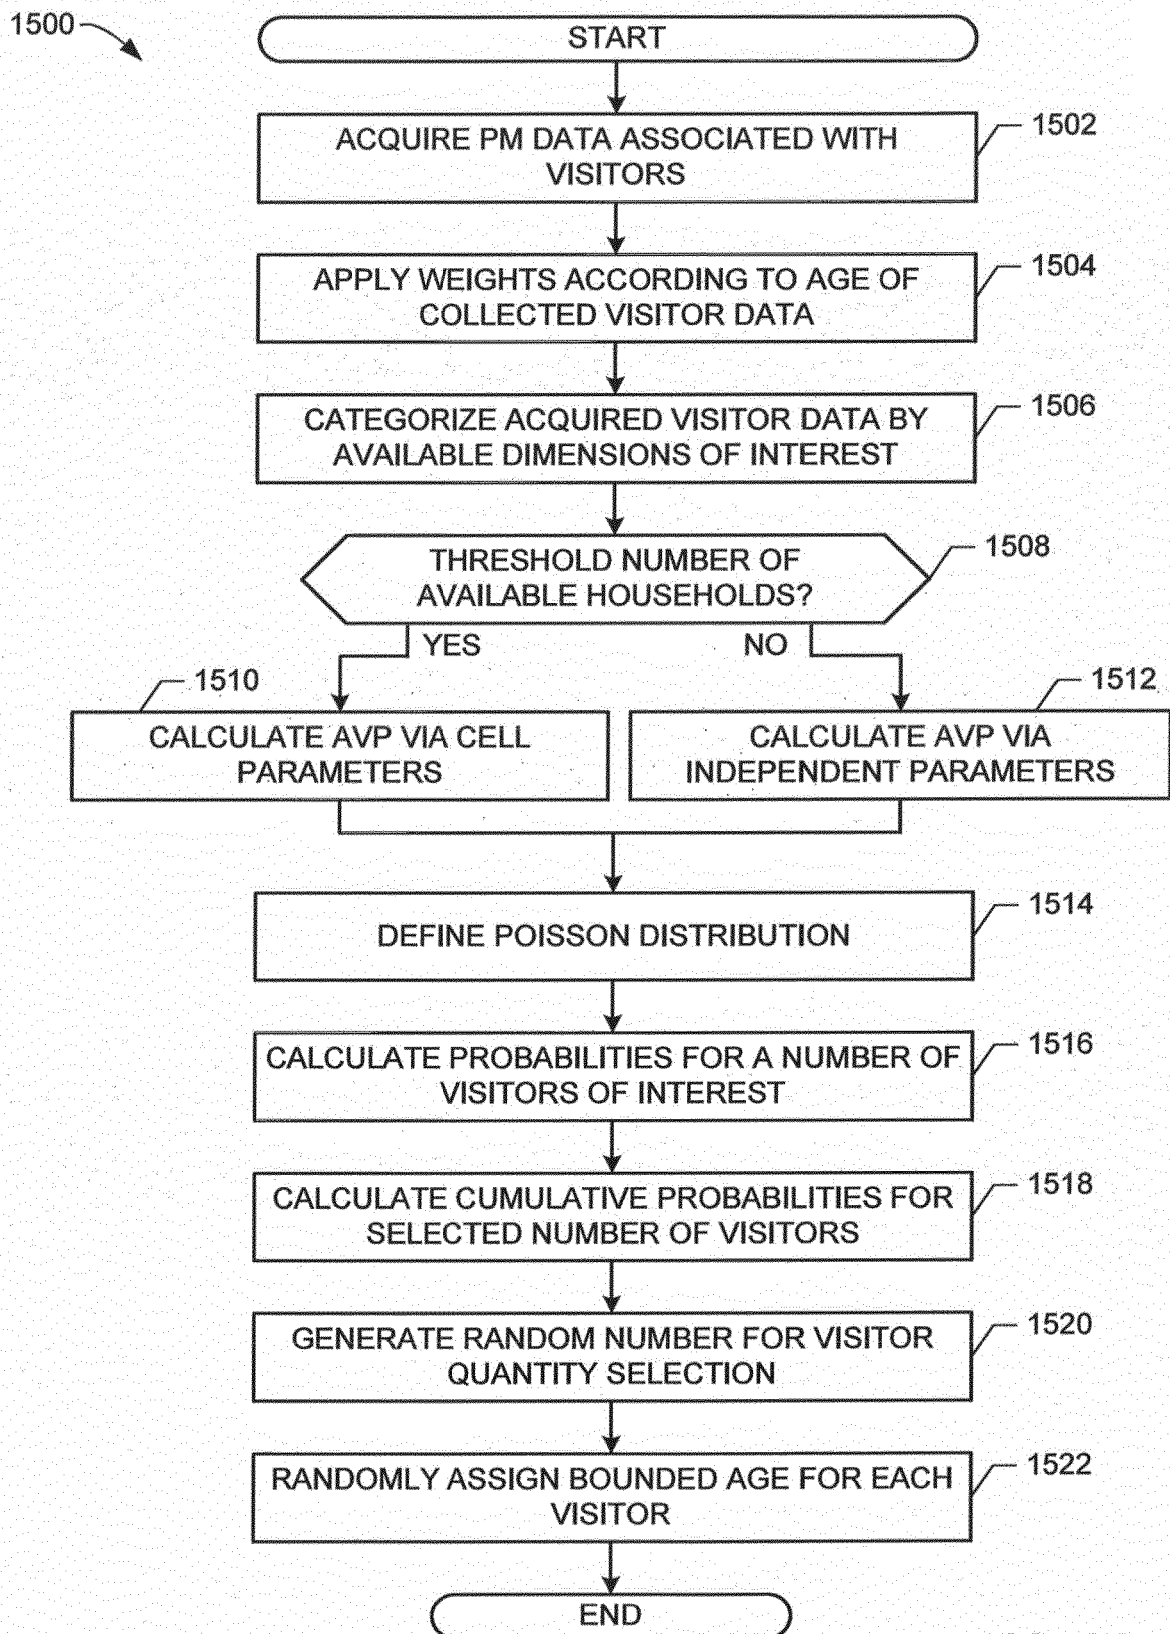 1500
START
ACQUIRE PM DATA ASSOCIATED WITH
VISITORS
1502
APPLY WEIGHTS ACCORDING TO AGE OF
COLLECTED VISITOR DATA
1504
CATEGORIZE ACQUIRED VISITOR DATA BY
AVAILABLE DIMENSIONS OF INTEREST
1506
THRESHOLD NUMBER OF
AVAILABLE HOUSEHOLDS?
1508
YES
NO
1510
CALCULATE AVP VIA CELL
PARAMETERS
1512
CALCULATE AVP VIA
INDEPENDENT PARAMETERS
DEFINE POISSON DISTRIBUTION
1514
CALCULATE PROBABILITIES FOR A NUMBER OF
VISITORS OF INTEREST
1516
CALCULATE CUMULATIVE PROBABILITIES FOR
SELECTED NUMBER OF VISITORS
1518
GENERATE RANDOM NUMBER FOR VISITOR
QUANTITY SELECTION
1520
RANDOMLY ASSIGN BOUNDED AGE FOR EACH
VISITOR
1522
END